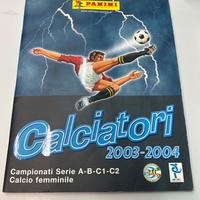 PANINI
Calciatori
2003-2004
Campionati Serie A-B-C1-C2
Calcio femminile